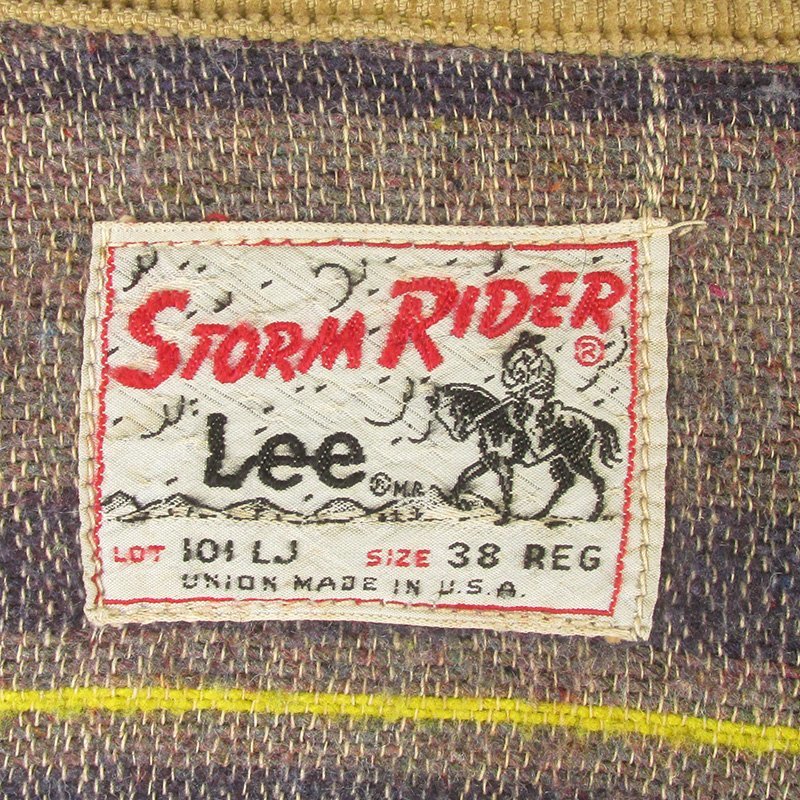 STORM RIDER ®
Lee ® M.R.
LOT 101 LJ SIZE 38 REG
UNION MADE IN U.S.A.